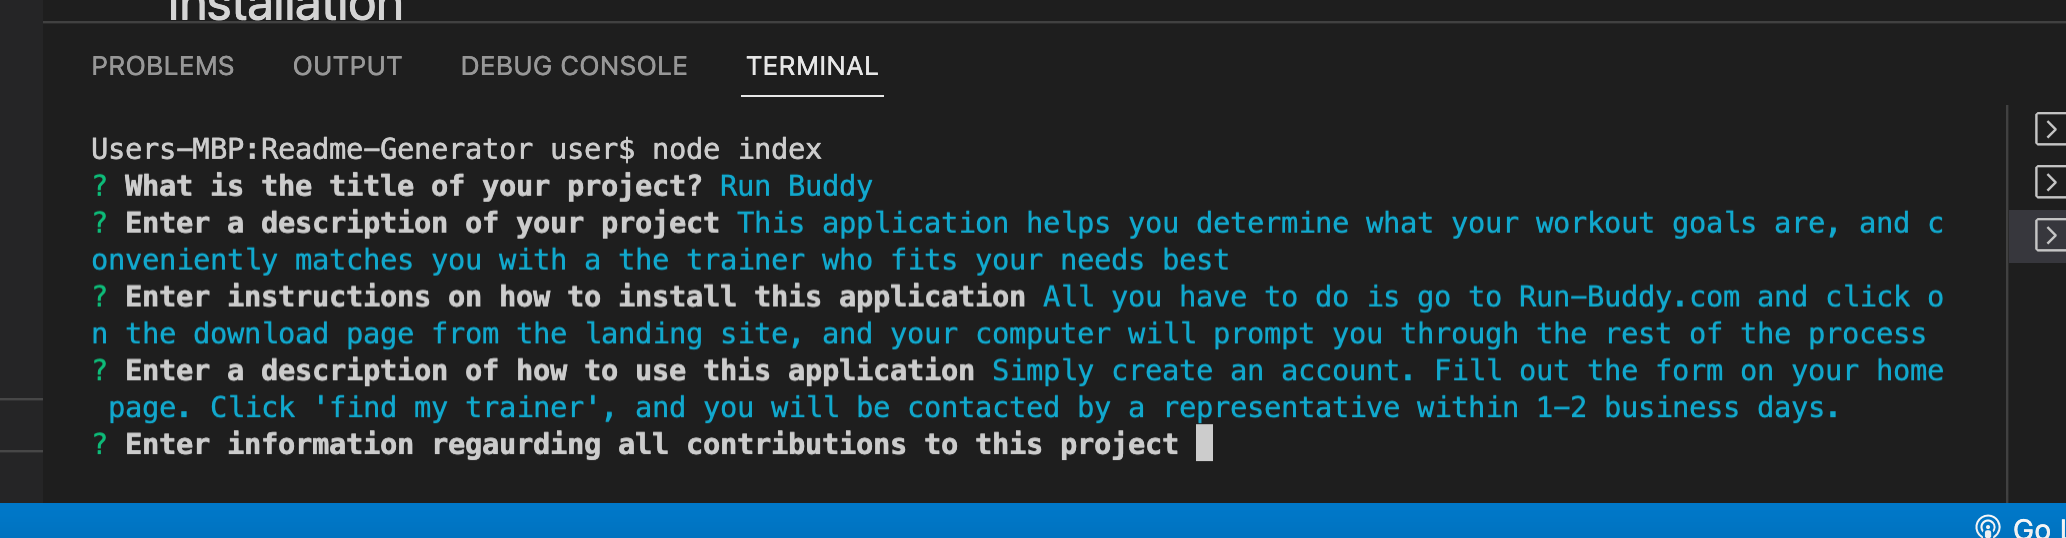 Installation
PROBLEMS OUTPUT DEBUG CONSOLE TERMINAL
Users-MBP:Readme-Generator user$ node index
? What is the title of your project? Run Buddy
? Enter a description of your project This application helps you determine what your workout goals are, and c
onveniently matches you with a the trainer who fits your needs best
? Enter instructions on how to install this application All you have to do is go to Run-Buddy.com and click o
n the download page from the landing site, and your computer will prompt you through the rest of the process
? Enter a description of how to use this application Simply create an account. Fill out the form on your home
 page. Click 'find my trainer', and you will be contacted by a representative within 1-2 business days.
? Enter information regaurding all contributions to this project
Go